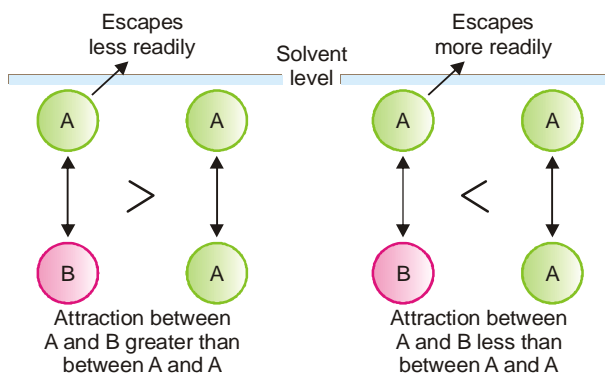 Escapes
less readily
Solvent
level
Escapes
more readily
A
A
A
A
>
<
B
A
B
A
Attraction between
A and B greater than
between A and A
Attraction between
A and B less than
between A and A